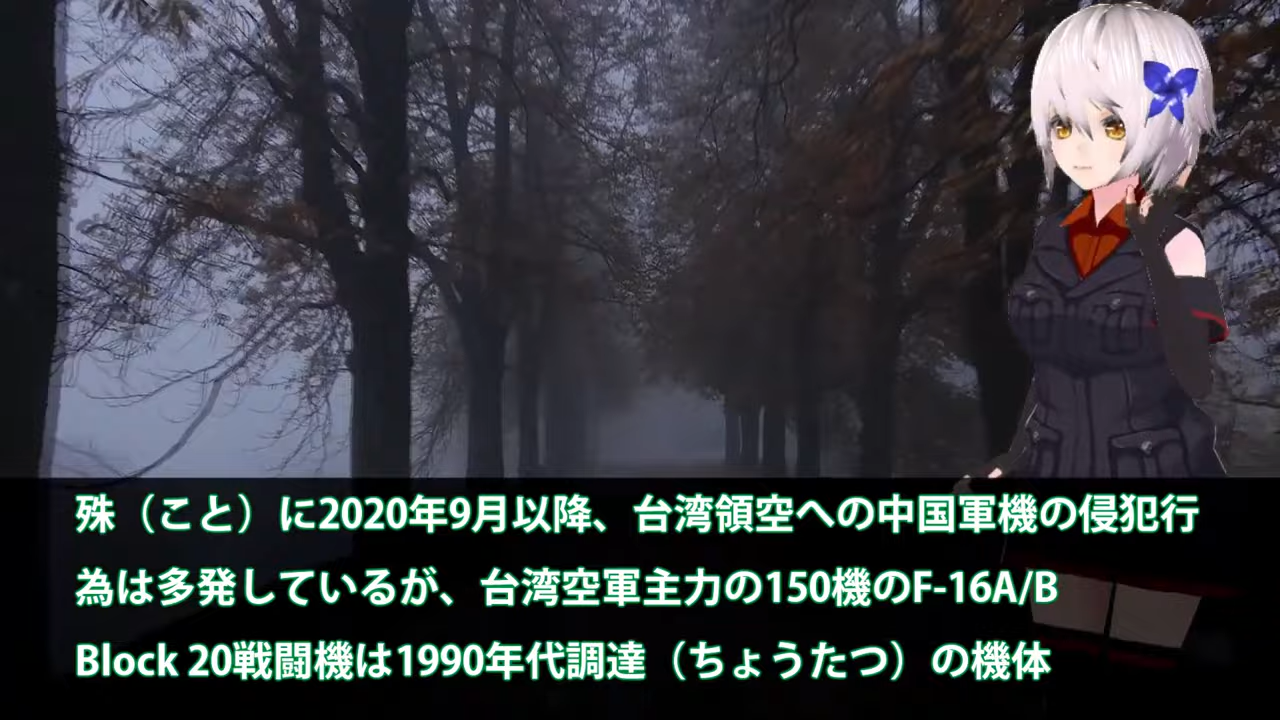 殊（こと）に2020年9月以降、台湾領空への中国軍機の侵犯行
為は多発しているが、台湾空軍主力の150機のF-16A/B
Block 20戦闘機は1990年代調達（ちょうたつ）の機体